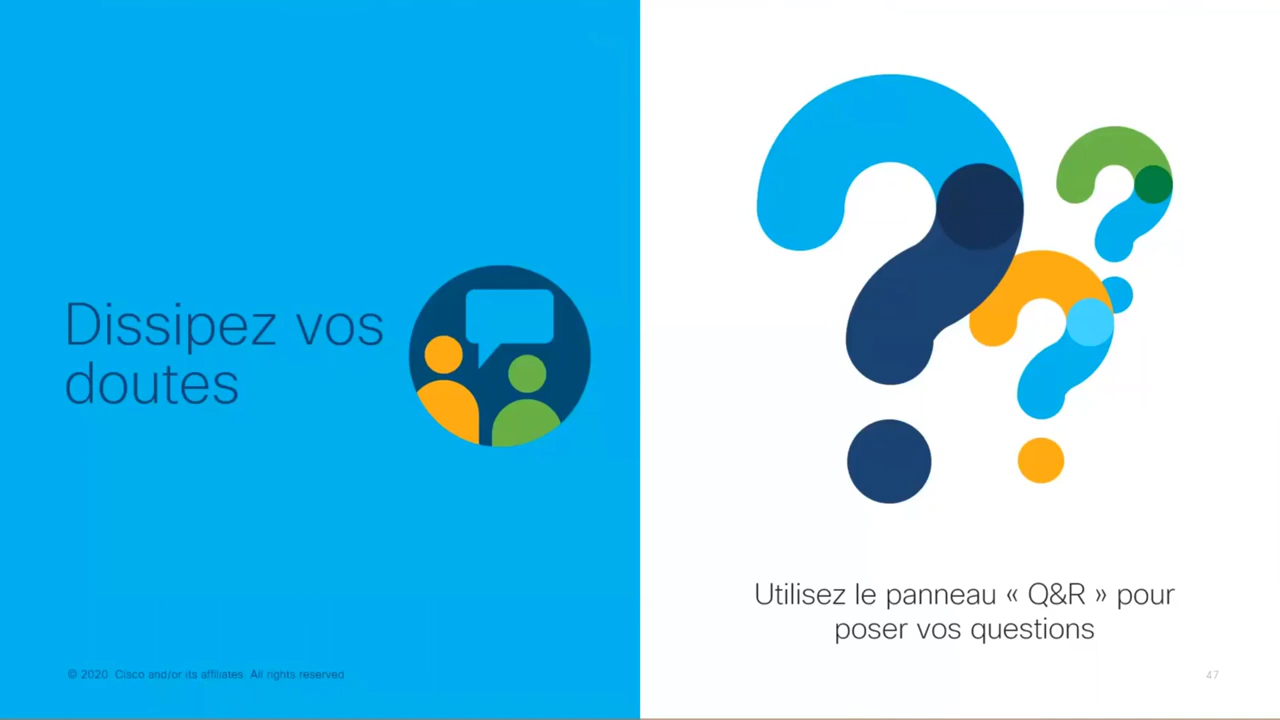 Dissipez vos
doutes
Utilisez le panneau « Q&R » pour
poser vos questions
© 2020 Cisco and/or its affiliates. All rights reserved
47